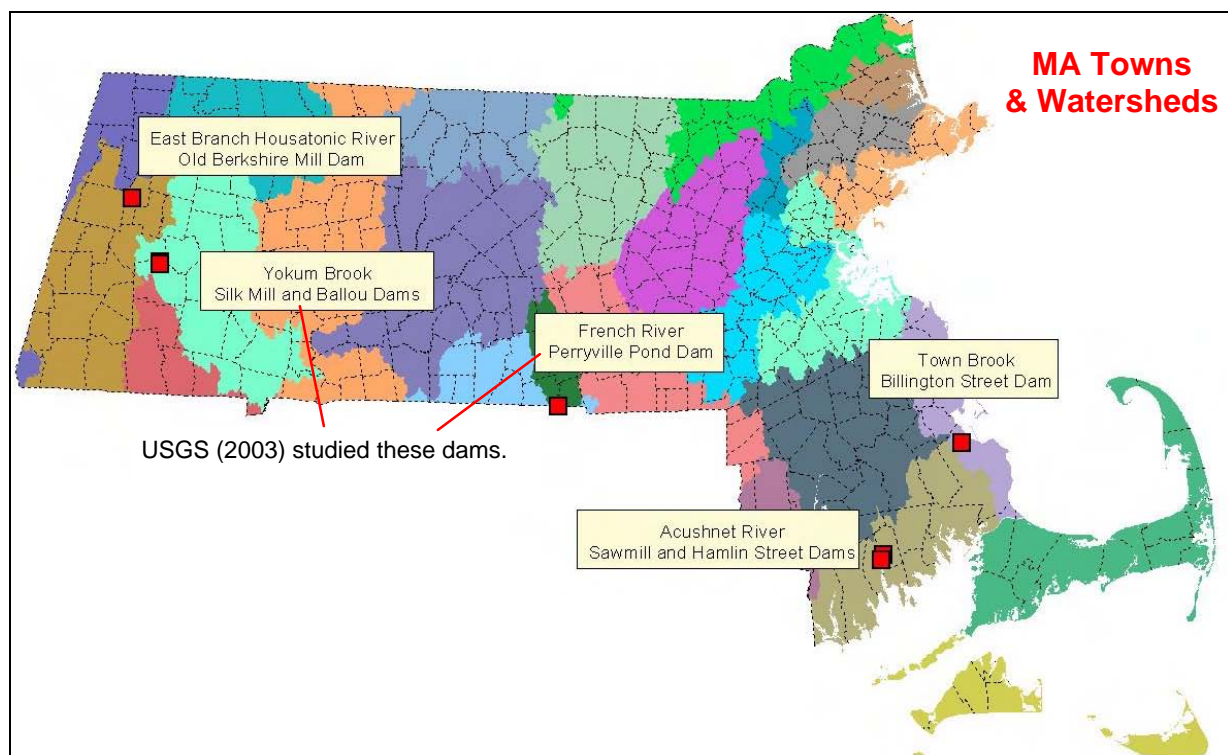 MA Towns
& Watersheds
East Branch Housatonic River
Old Berkshire Mill Dam
Yokum Brook
Silk Mill and Ballou Dams
French River
Perryville Pond Dam
Town Brook
Billington Street Dam
USGS (2003) studied these dams.
Acushnet River
Sawmill and Hamlin Street Dams